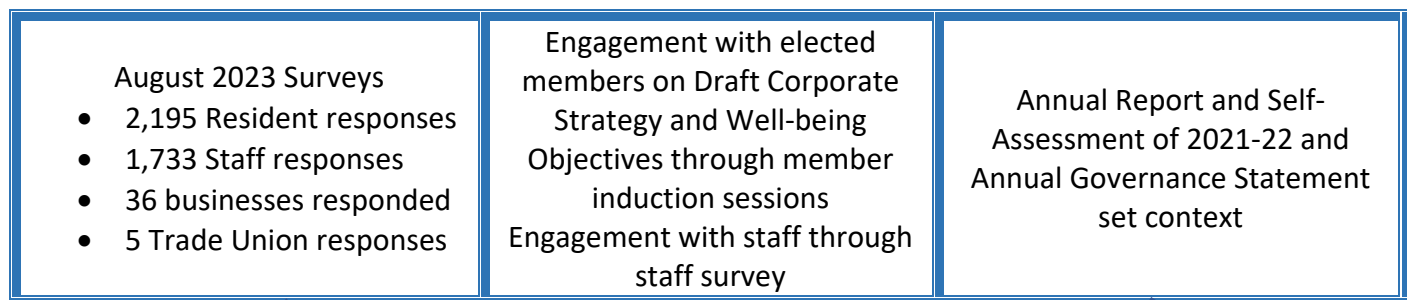 August 2023 Surveys
• 2,195 Resident responses
• 1,733 Staff responses
• 36 businesses responded
• 5 Trade Union responses
Engagement with elected
members on Draft Corporate
Strategy and Well-being
Objectives through member
induction sessions
Engagement with staff through
staff survey
Annual Report and Self-
Assessment of 2021-22 and
Annual Governance Statement
set context